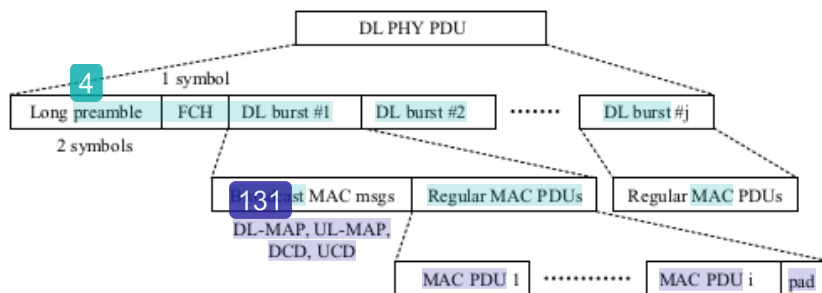 DL PHY PDU
4
1 symbol
Long preamble FCH DL burst #1 DL burst #2 ....... DL burst #j
2 symbols
131
MAC msgs Regular MAC PDUs Regular MAC PDUs
DL-MAP, UL-MAP,
DCD, UCD
MAC PDU 1 ............ MAC PDU i pad